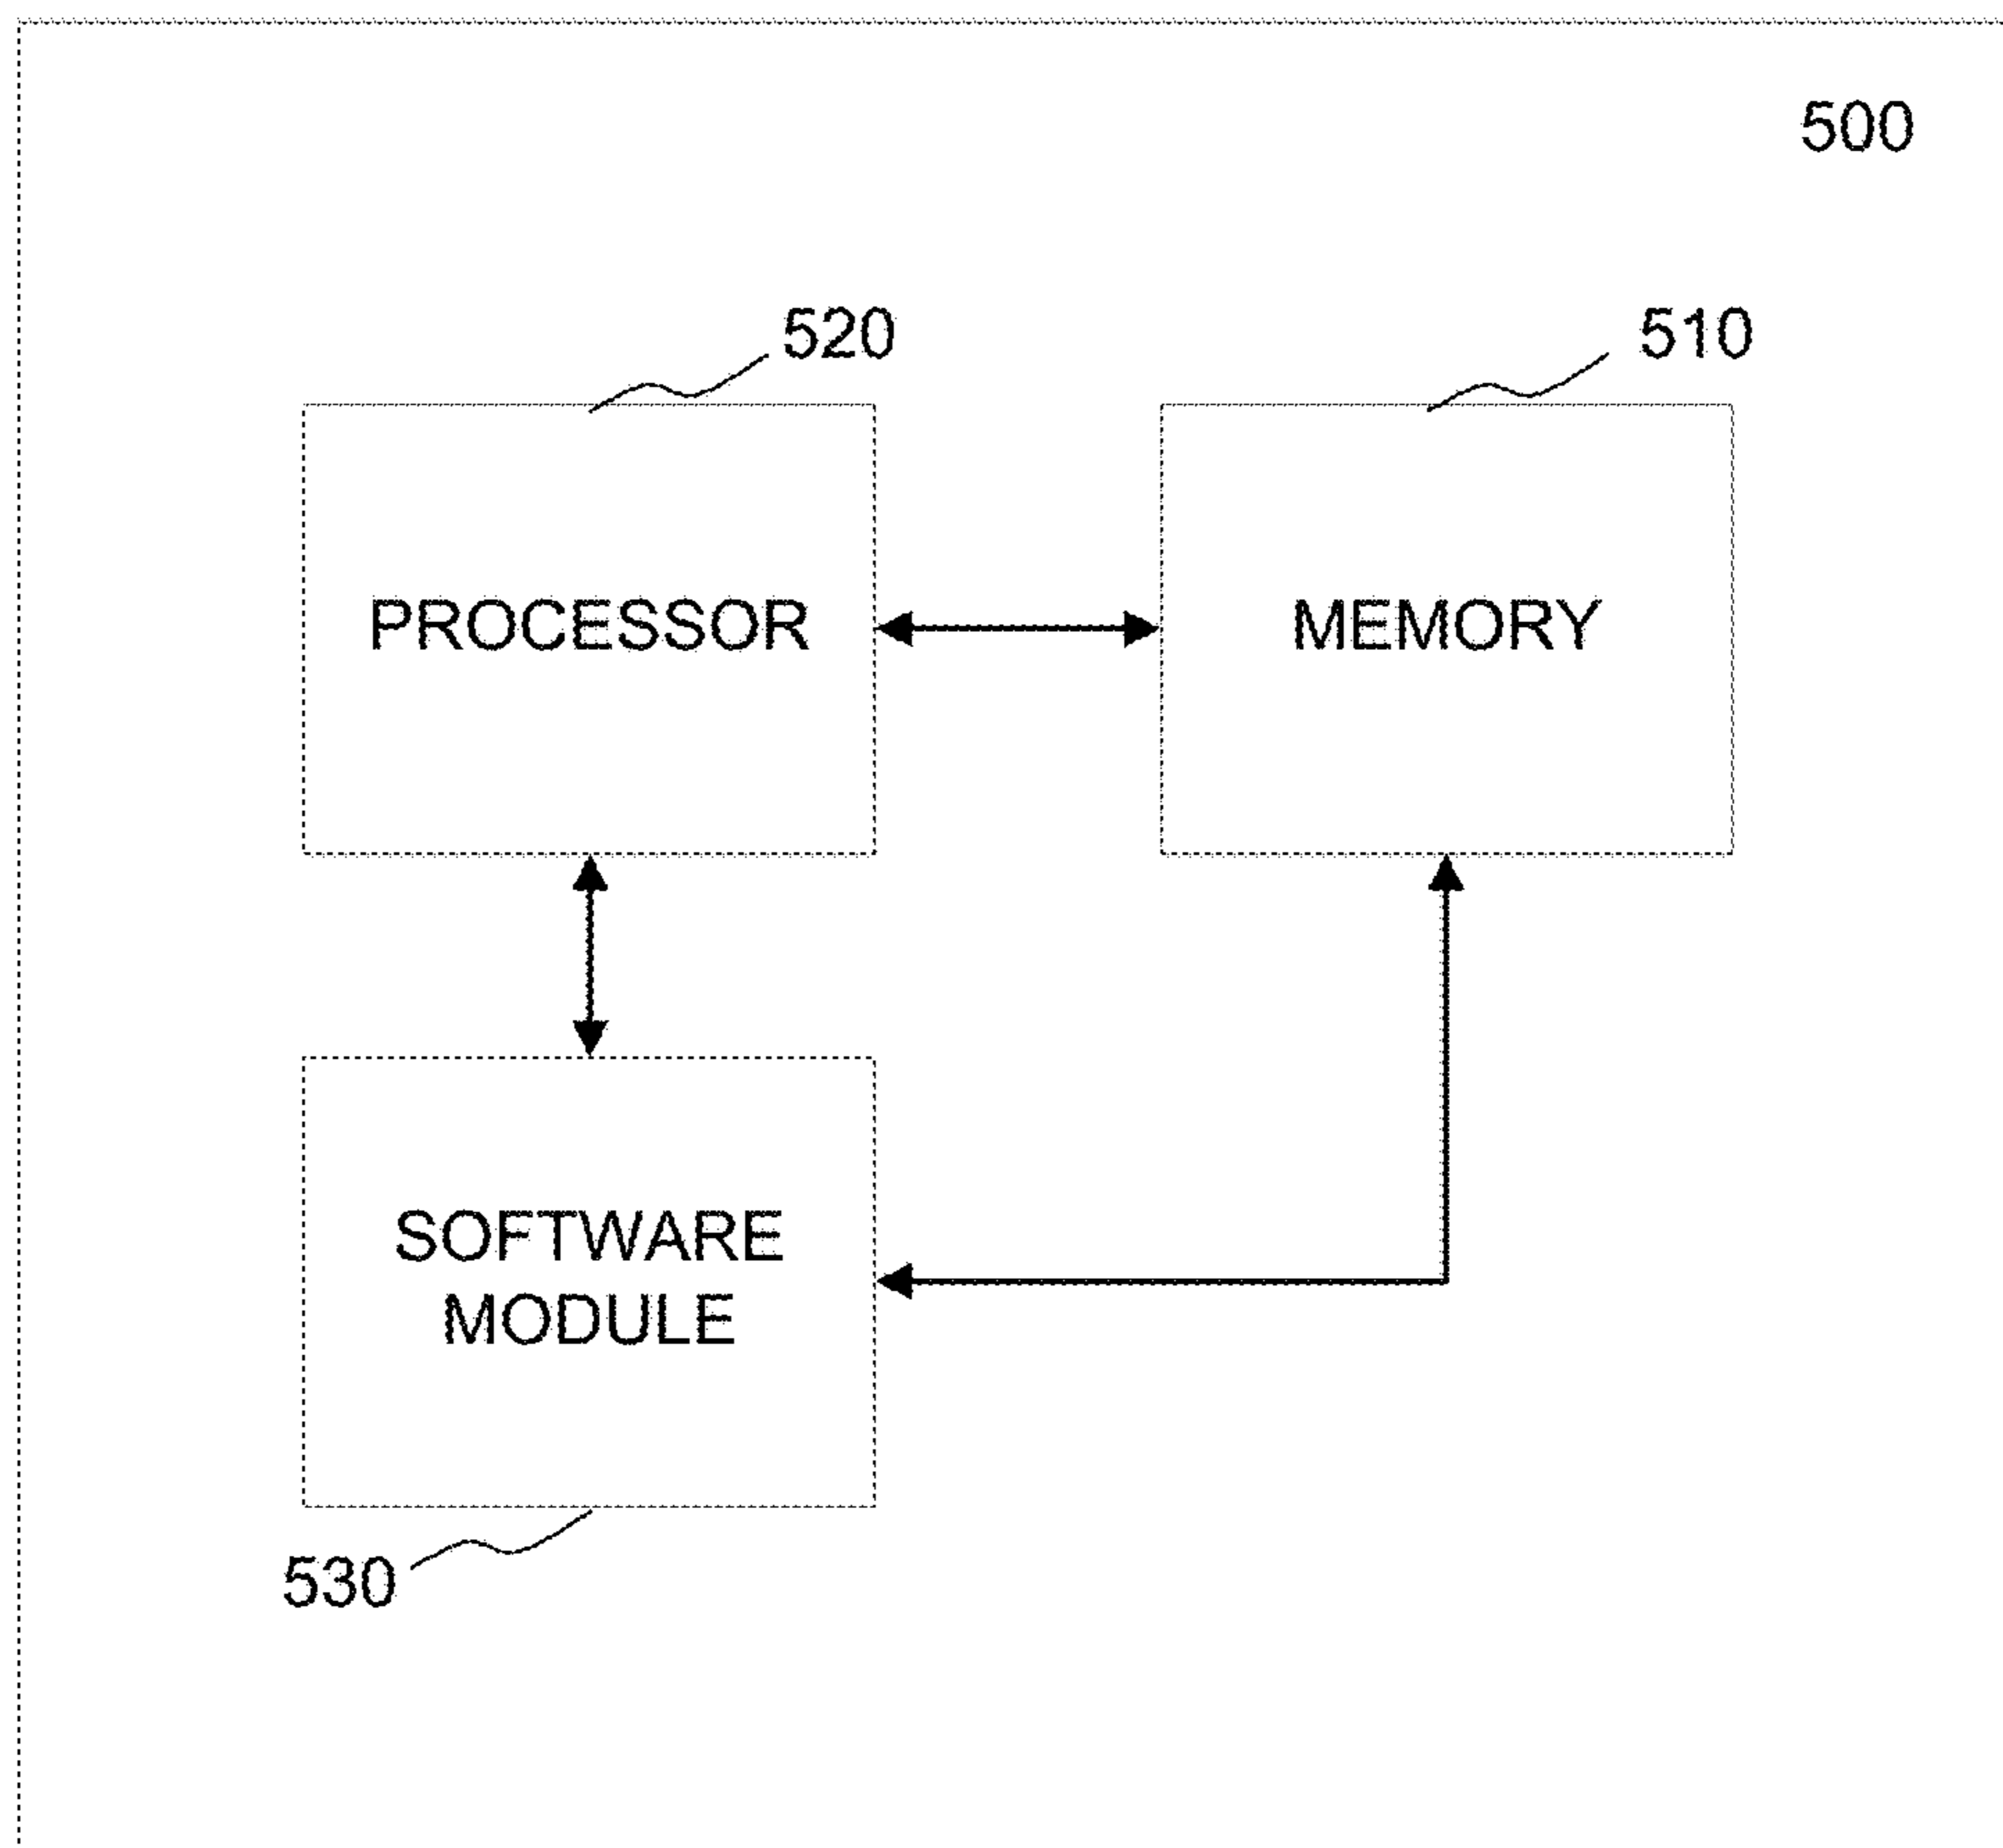 500
520
510
PROCESSOR
MEMORY
SOFTWARE
MODULE
530